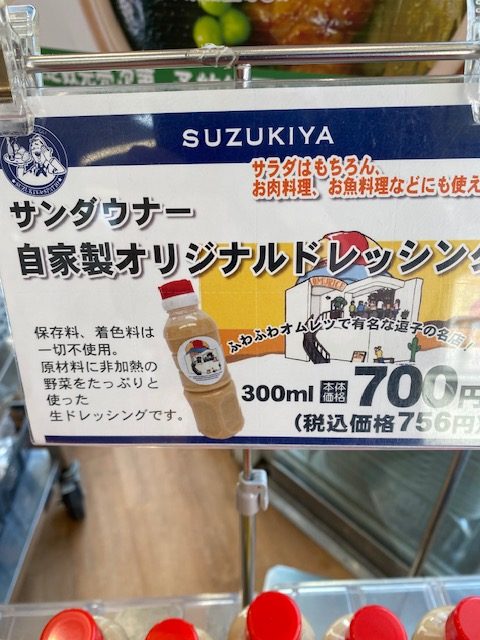 SUZUKIYA
サラダはもちろん、
お肉料理、お魚料理などにも使え
サンダウナー
自家製オリジナルドレッシング
ふわふわオムレツで有名な逗子の名店!
保存料、着色料は
一切不使用。
原材料に非加熱の
野菜をたっぷりと
使った
生ドレッシングです。
300ml 本体価格 700円
(税込価格756円)